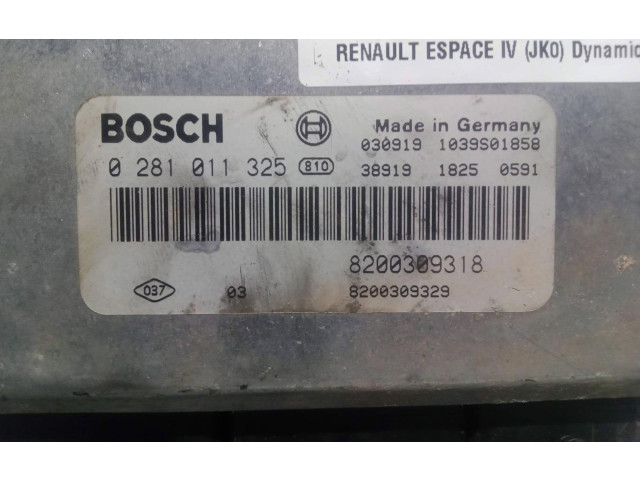 RENAULT ESPACE IV (JK0) Dynamic
BOSCH
Made in Germany
030919 1039S01858
0 281 011 325 810
38919 1825 0591
8200309318
037 03 8200309329